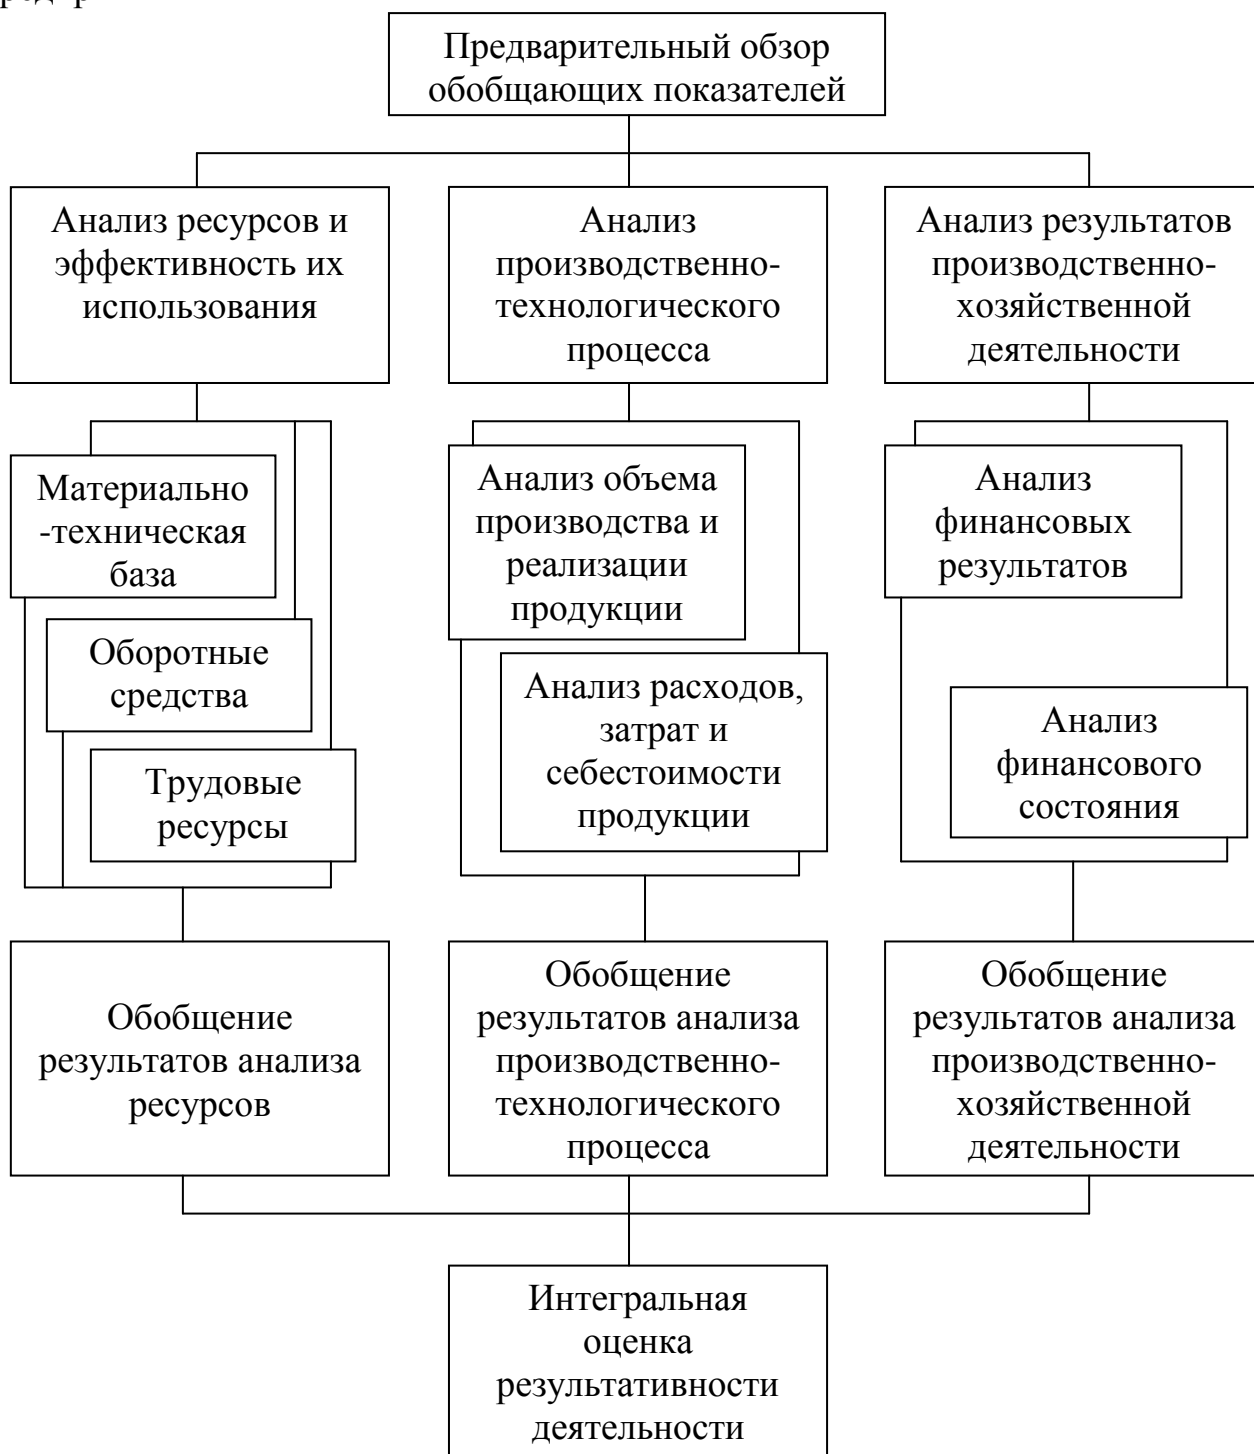 Предварительный обзор
обобщающих показателей
Анализ ресурсов и
эффективность их
использования
Анализ
производственно-
технологического
процесса
Анализ результатов
производственно-
хозяйственной
деятельности
Материально
-техническая
база
Оборотные
средства
Трудовые
ресурсы
Анализ объема
производства и
реализации
продукции
Анализ расходов,
затрат и
себестоимости
продукции
Анализ
финансовых
результатов
Анализ
финансового
состояния
Обобщение
результатов анализа
ресурсов
Обобщение
результатов анализа
производственно-
технологического
процесса
Обобщение
результатов анализа
производственно-
хозяйственной
деятельности
Интегральная
оценка
результативности
деятельности